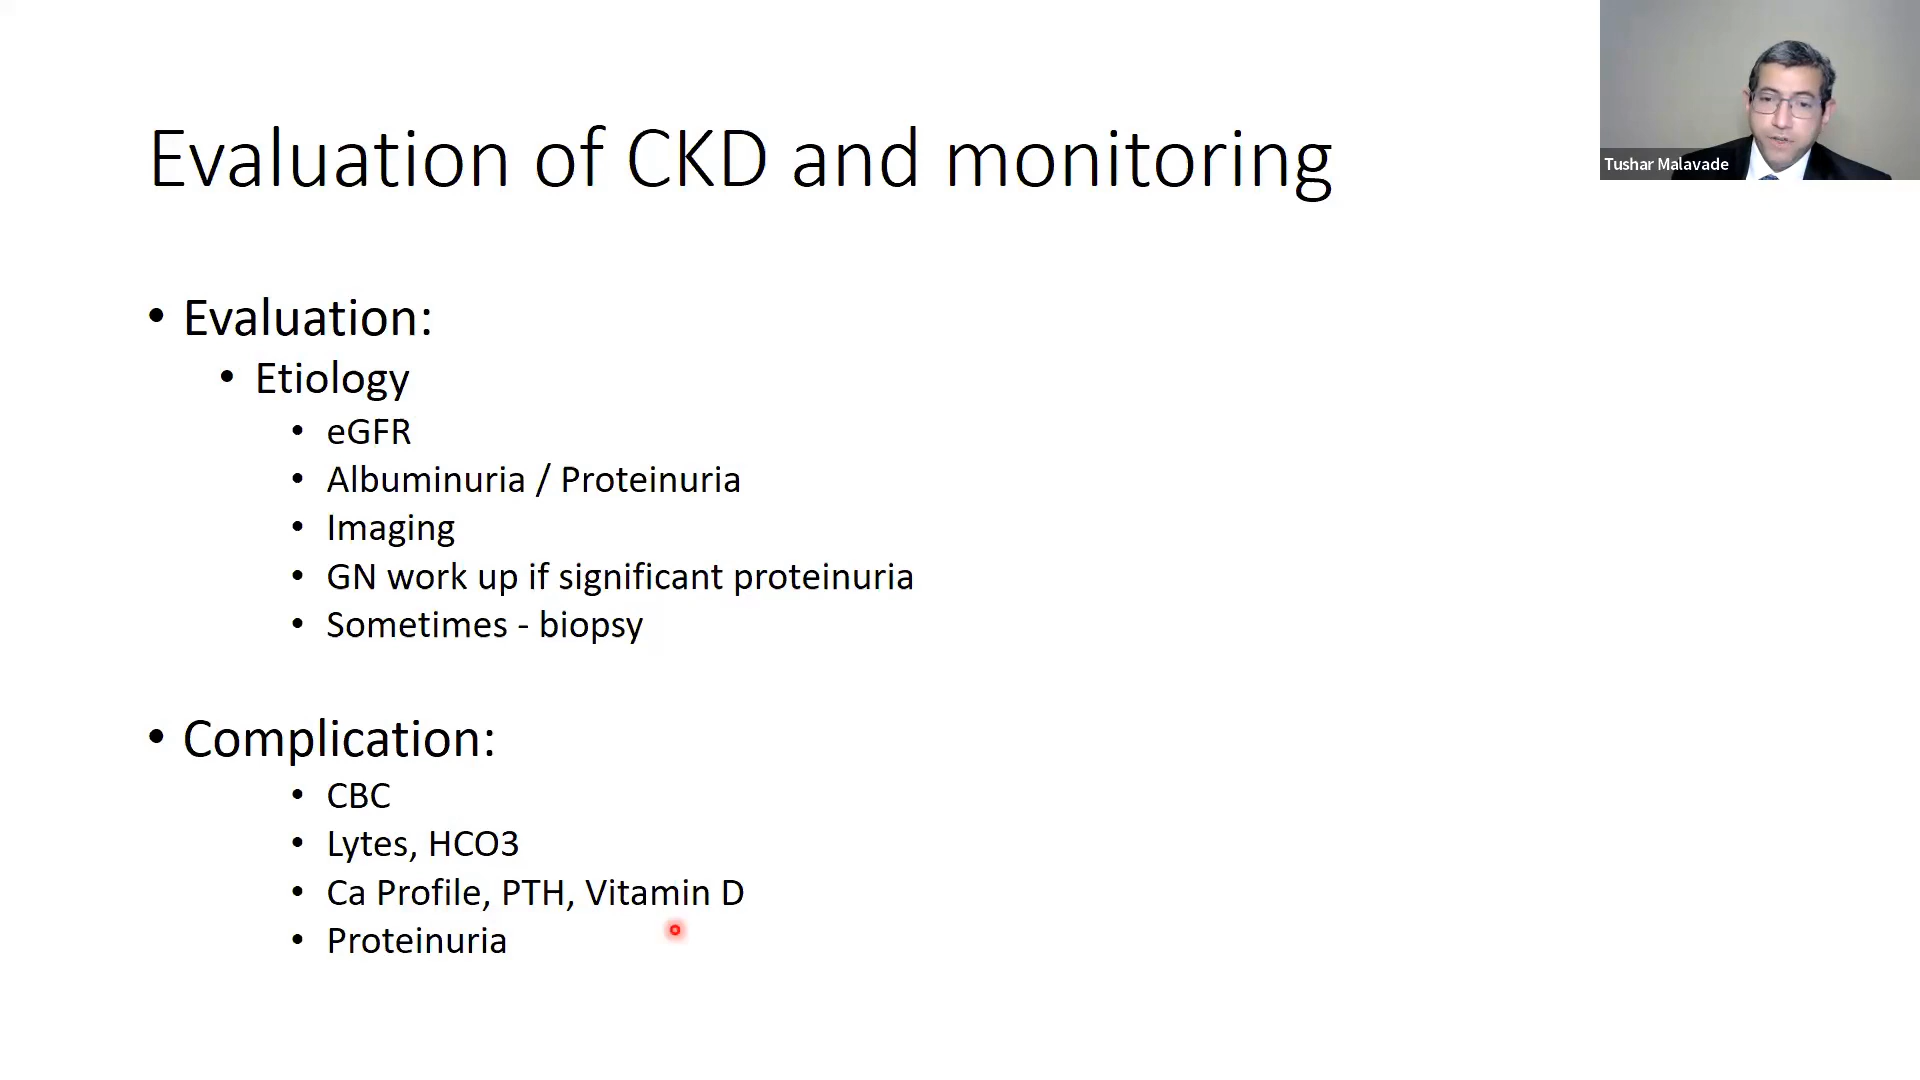 Evaluation of CKD and monitoring
Tushar Malavade
• Evaluation:
• Etiology
• eGFR
• Albuminuria / Proteinuria
• Imaging
• GN work up if significant proteinuria
• Sometimes - biopsy
• Complication:
• CBC
• Lytes, HCO3
• Ca Profile, PTH, Vitamin D
• Proteinuria